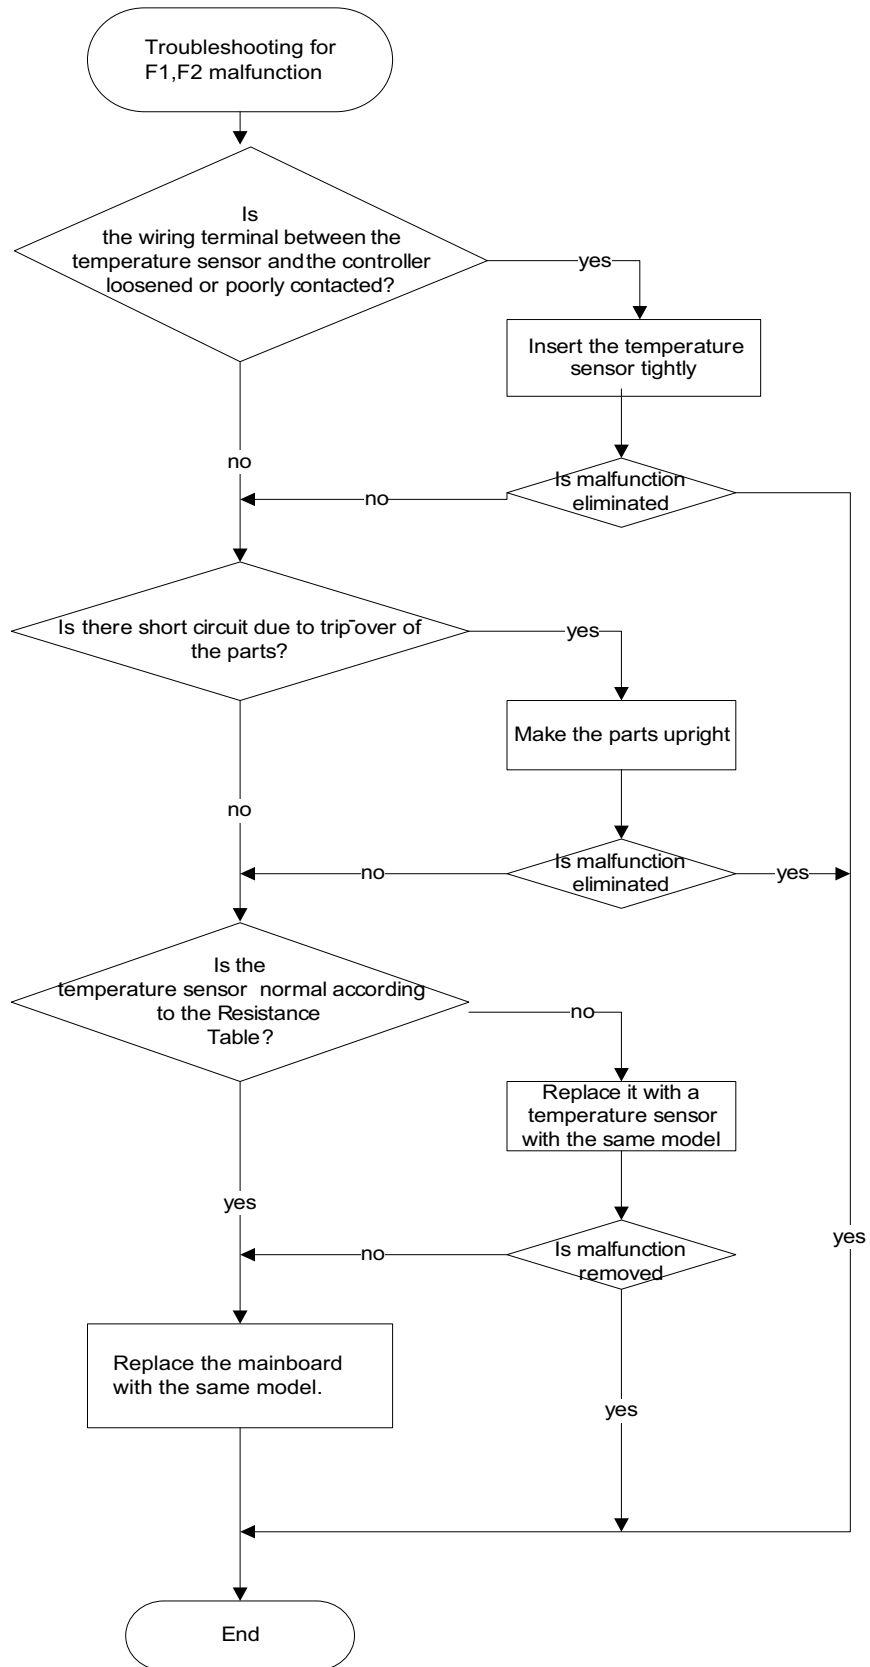 Troubleshooting for
F1,F2 malfunction
Is
the wiring terminal between the
temperature sensor and the controller
loosened or poorly contacted?
yes
Insert the temperature
sensor tightly
no
Is malfunction
eliminated
no
Is there short circuit due to trip-over of
the parts?
yes
Make the parts upright
no
Is malfunction
eliminated
no
yes
Is the
temperature sensor normal according
to the Resistance
Table?
no
Replace it with a
temperature sensor
with the same model
yes
Is malfunction
removed
no
yes
Replace the mainboard
with the same model.
yes
End